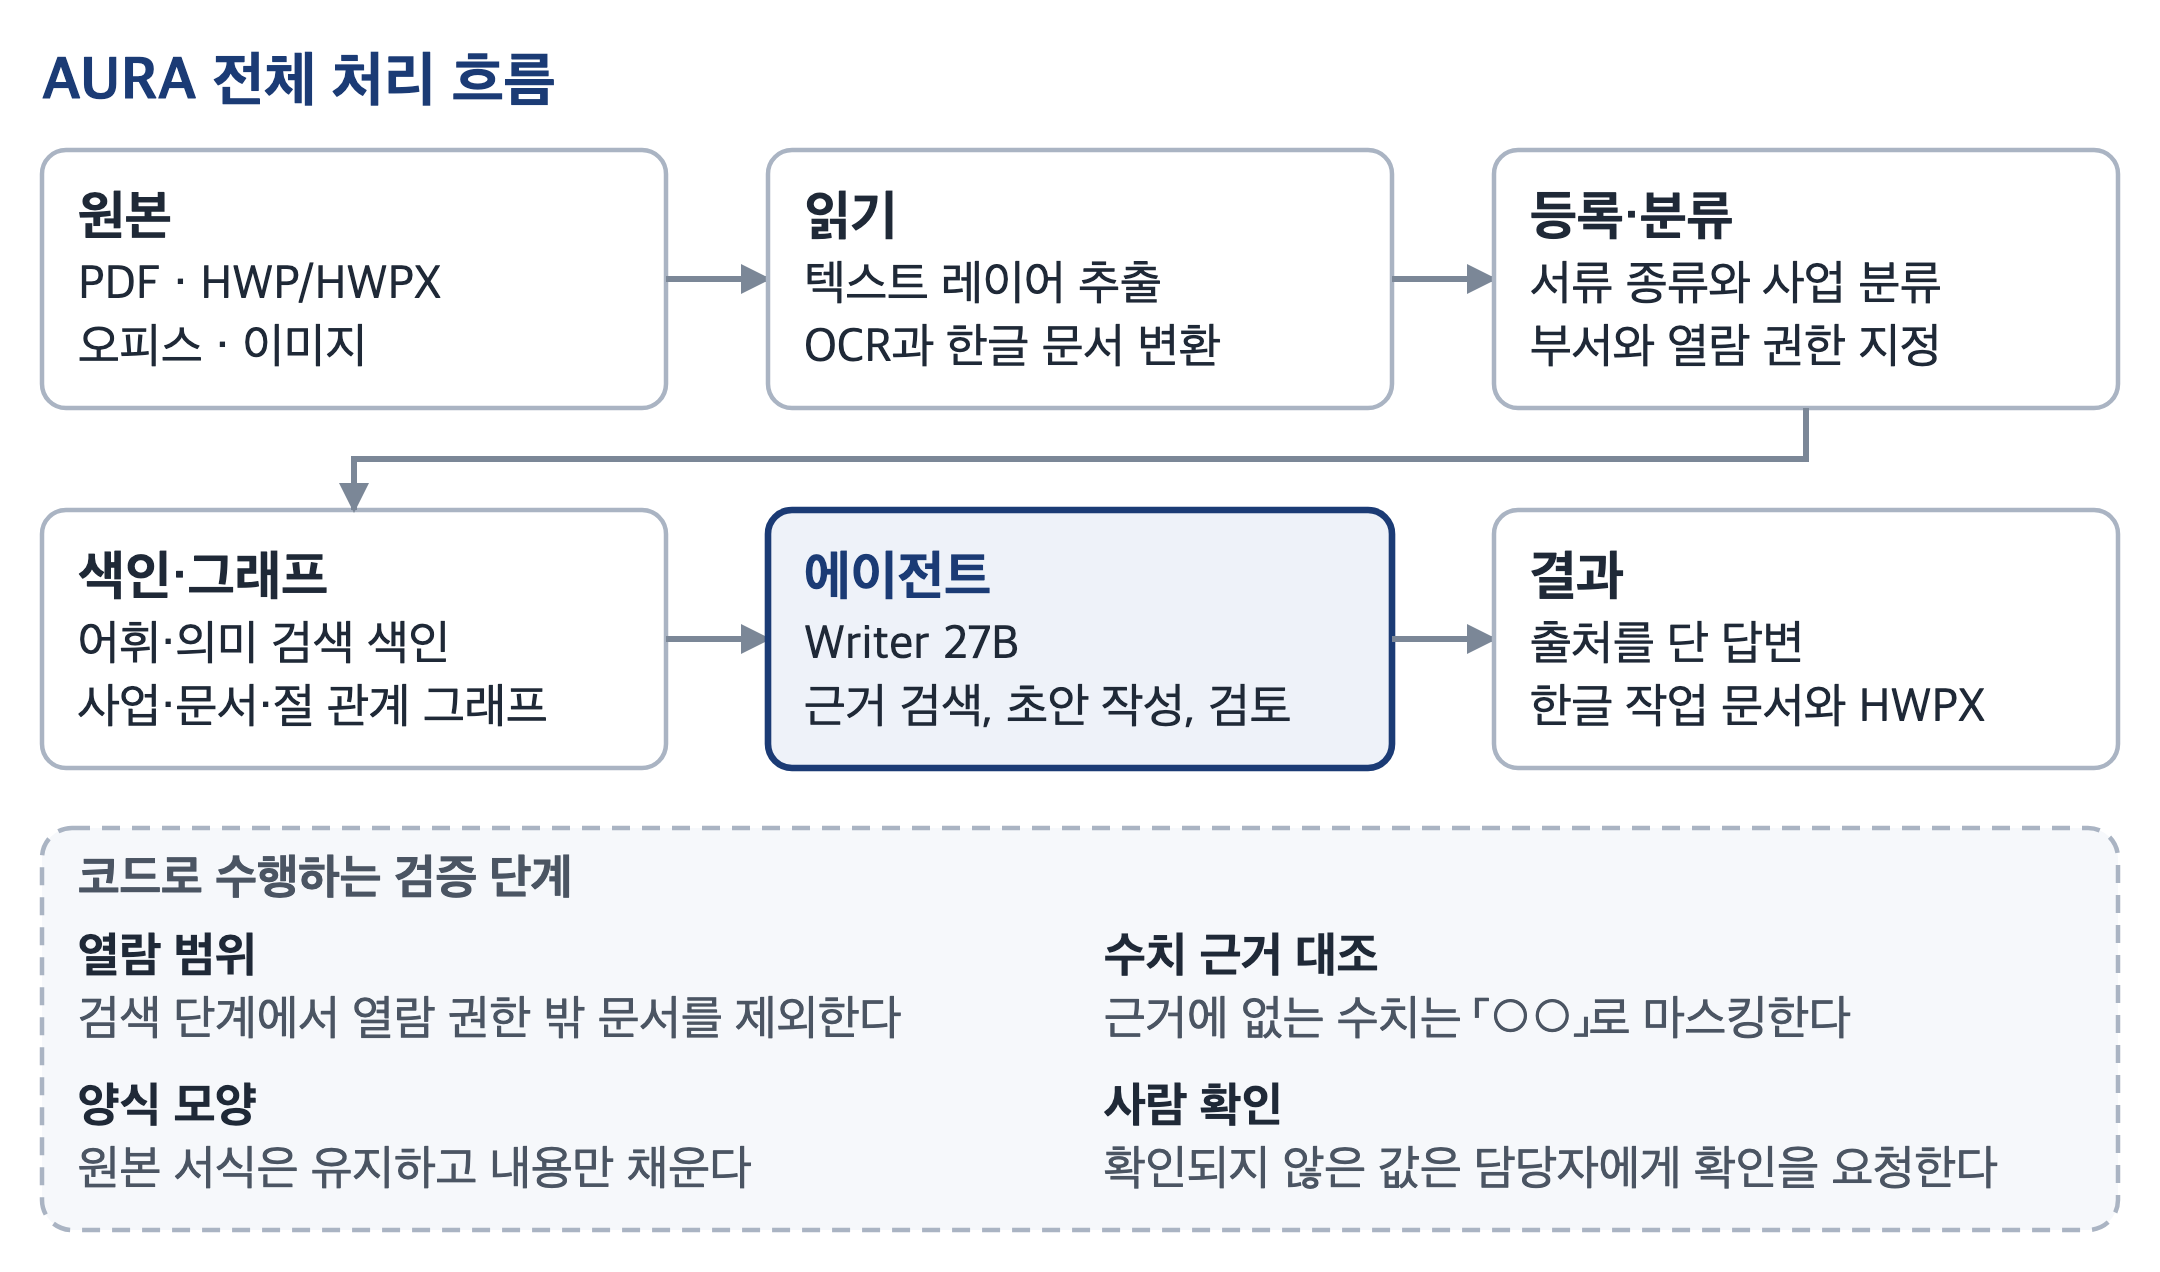 AURA 전체 처리 흐름
원본
PDF · HWP/HWPX
오피스 · 이미지
읽기
텍스트 레이어 추출
OCR과 한글 문서 변환
등록·분류
서류 종류와 사업 분류
부서와 열람 권한 지정
색인·그래프
어휘·의미 검색 색인
사업·문서·절 관계 그래프
에이전트
Writer 27B
근거 검색, 초안 작성, 검토
결과
출처를 단 답변
한글 작업 문서와 HWPX
코드로 수행하는 검증 단계
열람 범위
검색 단계에서 열람 권한 밖 문서를 제외한다
수치 근거 대조
근거에 없는 수치는 「○○」로 마스킹한다
양식 모양
원본 서식은 유지하고 내용만 채운다
사람 확인
확인되지 않은 값은 담당자에게 확인을 요청한다